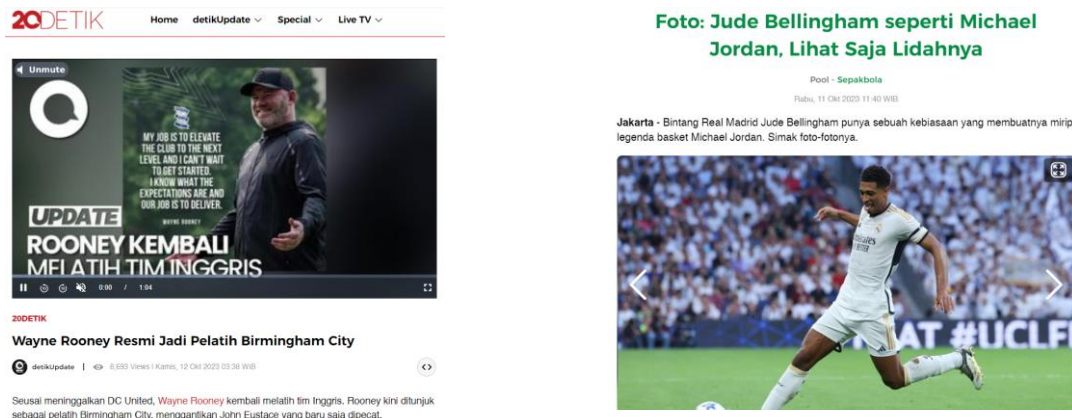 20DETIK
Home detikUpdate Special Live TV
Unmute
MY JOB IS TO ELEVATE
THE CLUB TO THE NEXT
LEVEL AND I CAN'T WAIT
TO GET STARTED.
I KNOW WHAT THE
EXPECTATIONS ARE AND
OUR JOB IS TO DELIVER.
WAYNE ROONEY
UPDATE
ROONEY KEMBALI
MELATIH TIM INGGRIS
0:00 / 1:04
20DETIK
Wayne Rooney Resmi Jadi Pelatih Birmingham City
detikUpdate | 8,693 Views | Kamis, 12 Okt 2023 03:38 WIB
Seusai meninggalkan DC United, Wayne Rooney kembali melatih tim Inggris. Rooney kini ditunjuk
sebagai pelatih Birmingham City, menggantikan John Eustace yang baru saja dipecat.
Foto: Jude Bellingham seperti Michael
Jordan, Lihat Saja Lidahnya
Pool - Sepakbola
Rabu, 11 Okt 2023 11:40 WIB
Jakarta - Bintang Real Madrid Jude Bellingham punya sebuah kebiasaan yang membuatnya mirip
legenda basket Michael Jordan. Simak foto-fotonya.
Emirates
FLY BETTER
AT #UCLFI